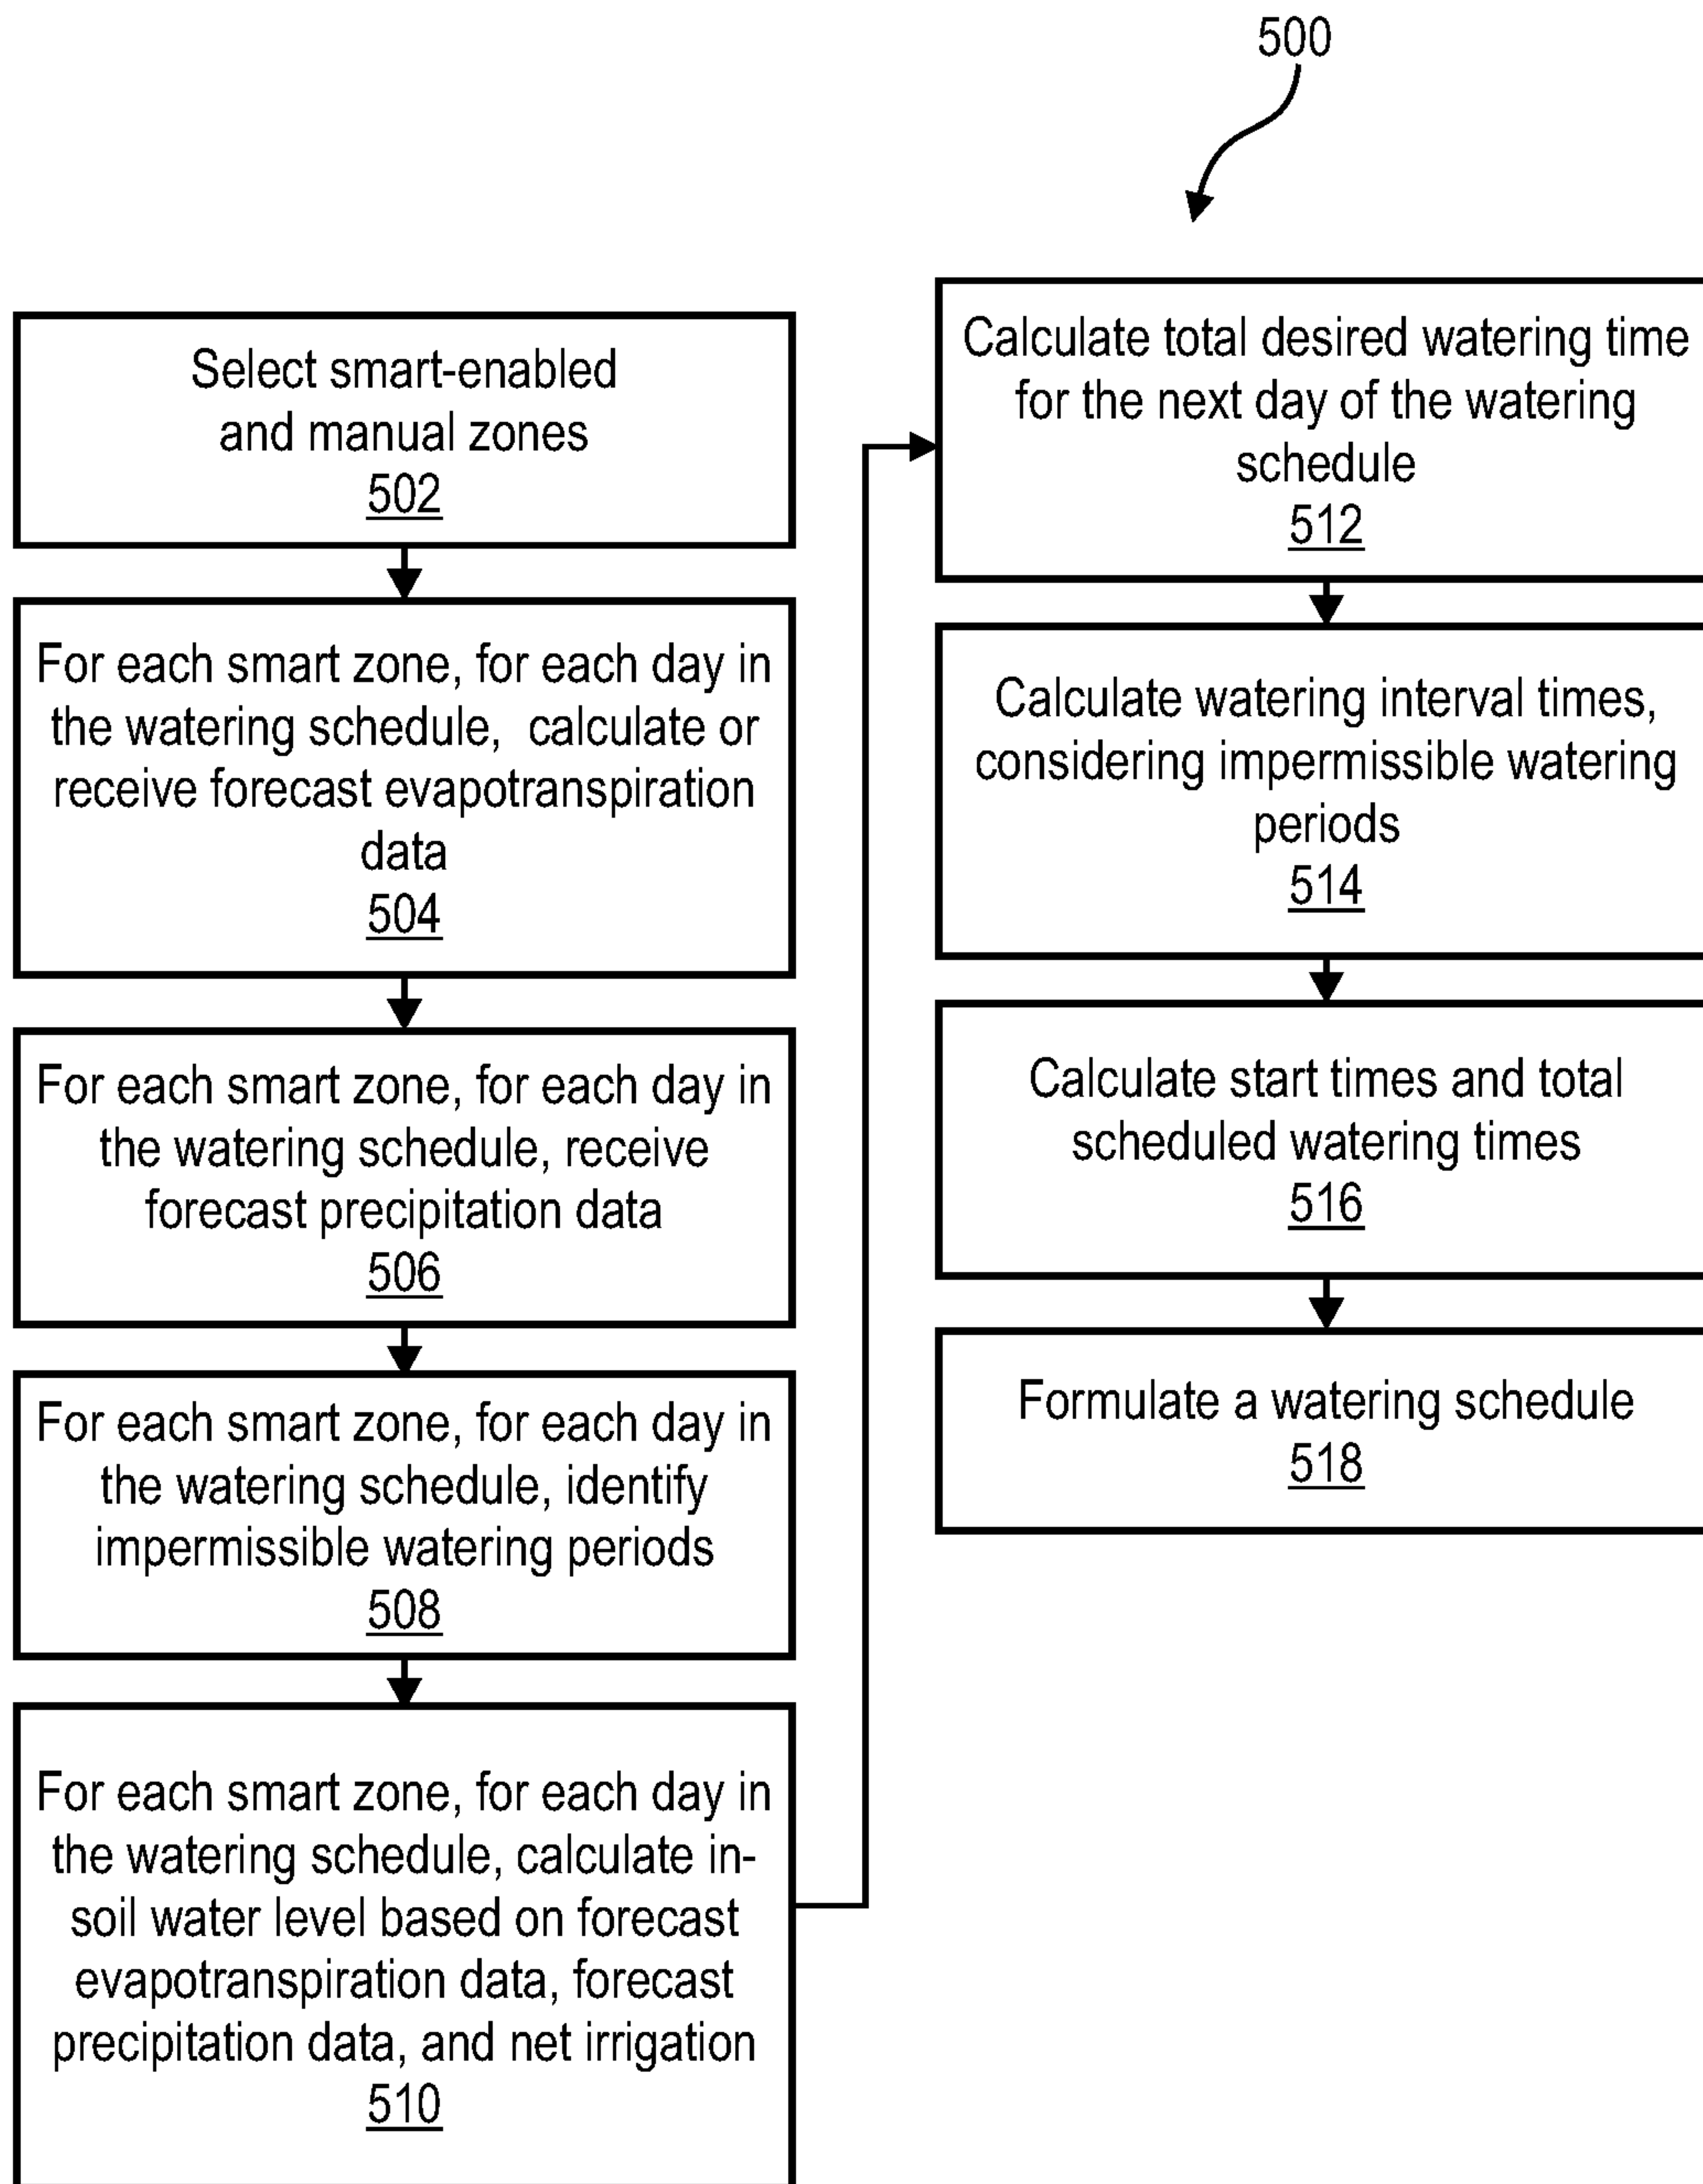 500
Select smart-enabled
and manual zones
502
For each smart zone, for each day in
the watering schedule, calculate or
receive forecast evapotranspiration
data
504
For each smart zone, for each day in
the watering schedule, receive
forecast precipitation data
506
For each smart zone, for each day in
the watering schedule, identify
impermissible watering periods
508
For each smart zone, for each day in
the watering schedule, calculate in-
soil water level based on forecast
evapotranspiration data, forecast
precipitation data, and net irrigation
510
Calculate total desired watering time
for the next day of the watering
schedule
512
Calculate watering interval times,
considering impermissible watering
periods
514
Calculate start times and total
scheduled watering times
516
Formulate a watering schedule
518